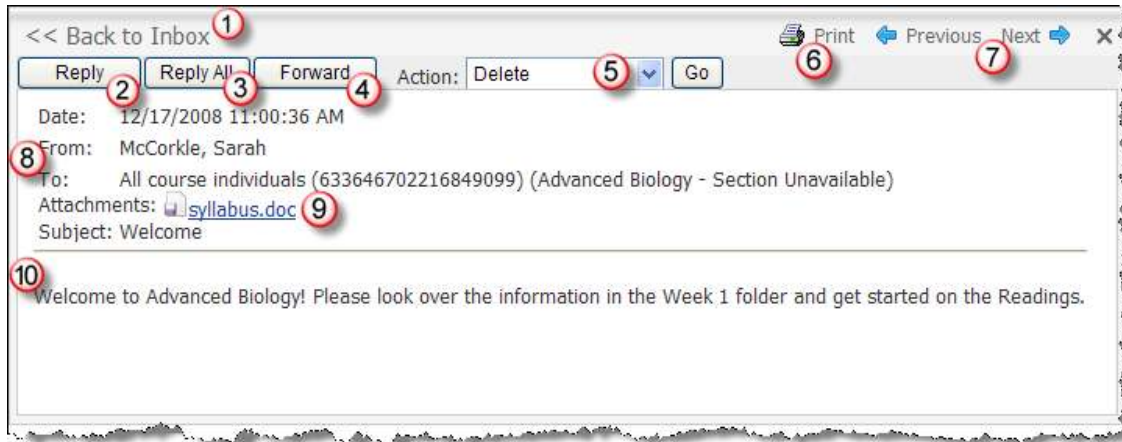 << Back to Inbox 1 Print 6 Previous Next 7
Reply 2 Reply All 3 Forward 4 Action: Delete 5 Go
Date: 12/17/2008 11:00:36 AM
8 From: McCorkle, Sarah
To: All course individuals (633646702216849099) (Advanced Biology - Section Unavailable)
Attachments: syllabus.doc 9
Subject: Welcome
10
Welcome to Advanced Biology! Please look over the information in the Week 1 folder and get started on the Readings.